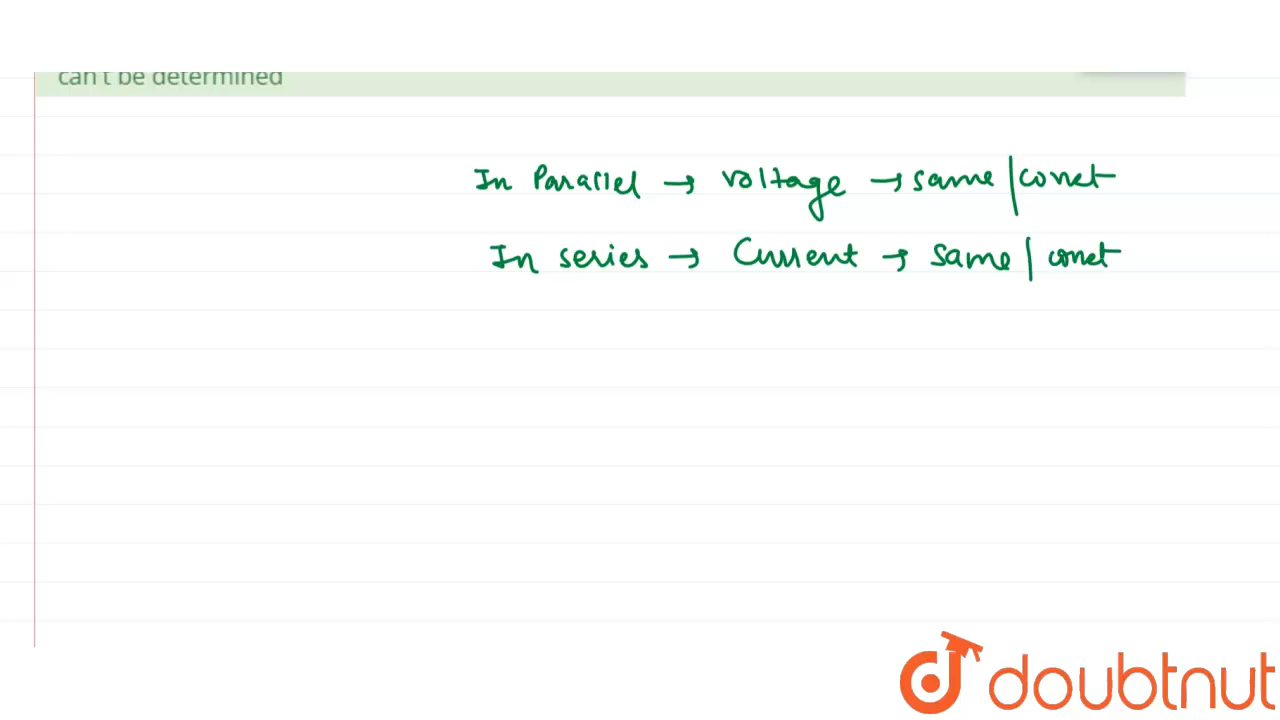 can't be determined
In Parallel → voltage → same/const
In series → Current → same/const
doubtnut